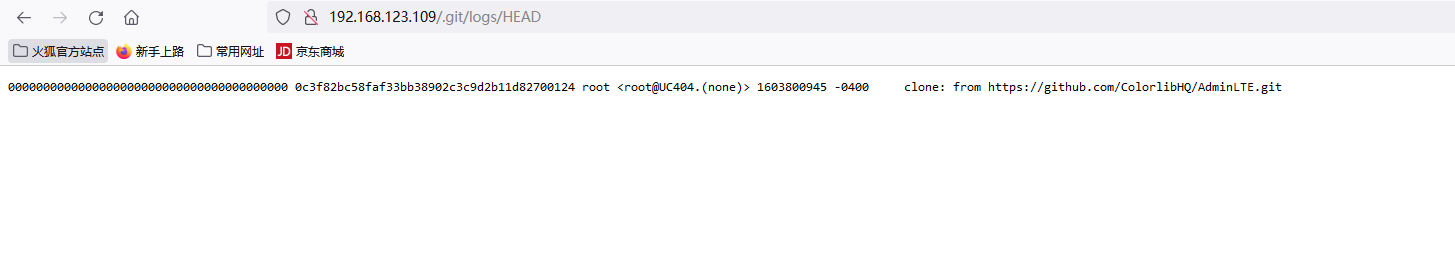 192.168.123.109/.git/logs/HEAD
火狐官方站点 新手上路 常用网址 JD 京东商城
0000000000000000000000000000000000000000 0c3f82bc58faf33bb38902c3c9d2b11d82700124 root <root@UC404.(none)> 1603800945 -0400 clone: from https://github.com/ColorlibHQ/AdminLTE.git